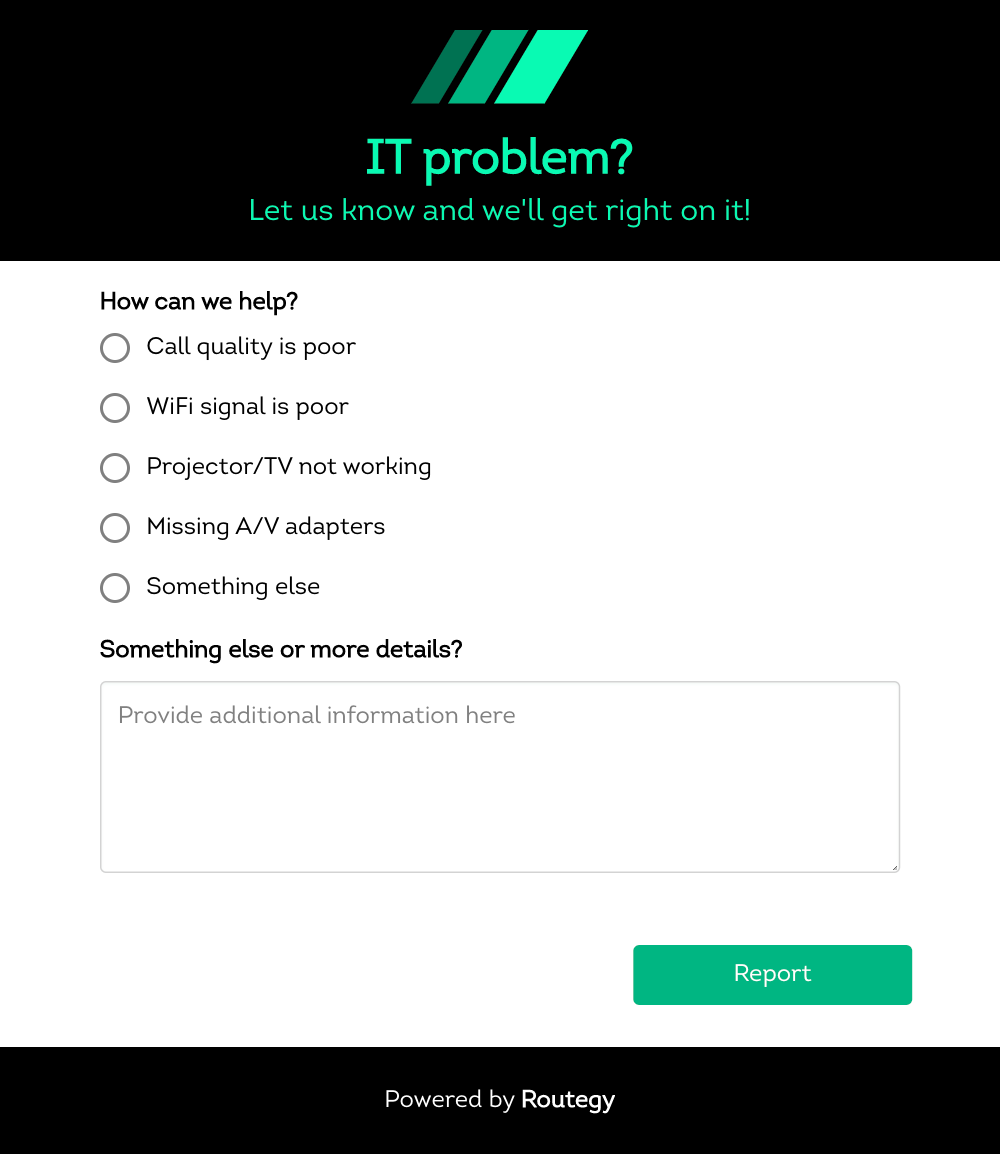 IT problem?
Let us know and we'll get right on it!
How can we help?
Call quality is poor
WiFi signal is poor
Projector/TV not working
Missing A/V adapters
Something else
Something else or more details?
Provide additional information here
Report
Powered by Routegy